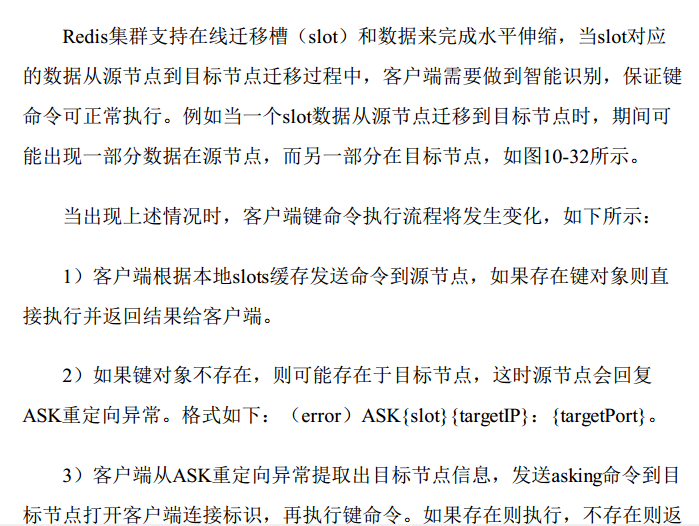 Redis集群支持在线迁移槽（slot）和数据来完成水平伸缩，当slot对应
的数据从源节点到目标节点迁移过程中，客户端需要做到智能识别，保证键
命令可正常执行。例如当一个slot数据从源节点迁移到目标节点时，期间可
能出现一部分数据在源节点，而另一部分在目标节点，如图10-32所示。
当出现上述情况时，客户端键命令执行流程将发生变化，如下所示：
1）客户端根据本地slots缓存发送命令到源节点，如果存在键对象则直
接执行并返回结果给客户端。
2）如果键对象不存在，则可能存在于目标节点，这时源节点会回复
ASK重定向异常。格式如下：（error）ASK{slot}{targetIP}：{targetPort}。
3）客户端从ASK重定向异常提取出目标节点信息，发送asking命令到目
标节点打开客户端连接标识，再执行键命令。如果存在则执行，不存在则返